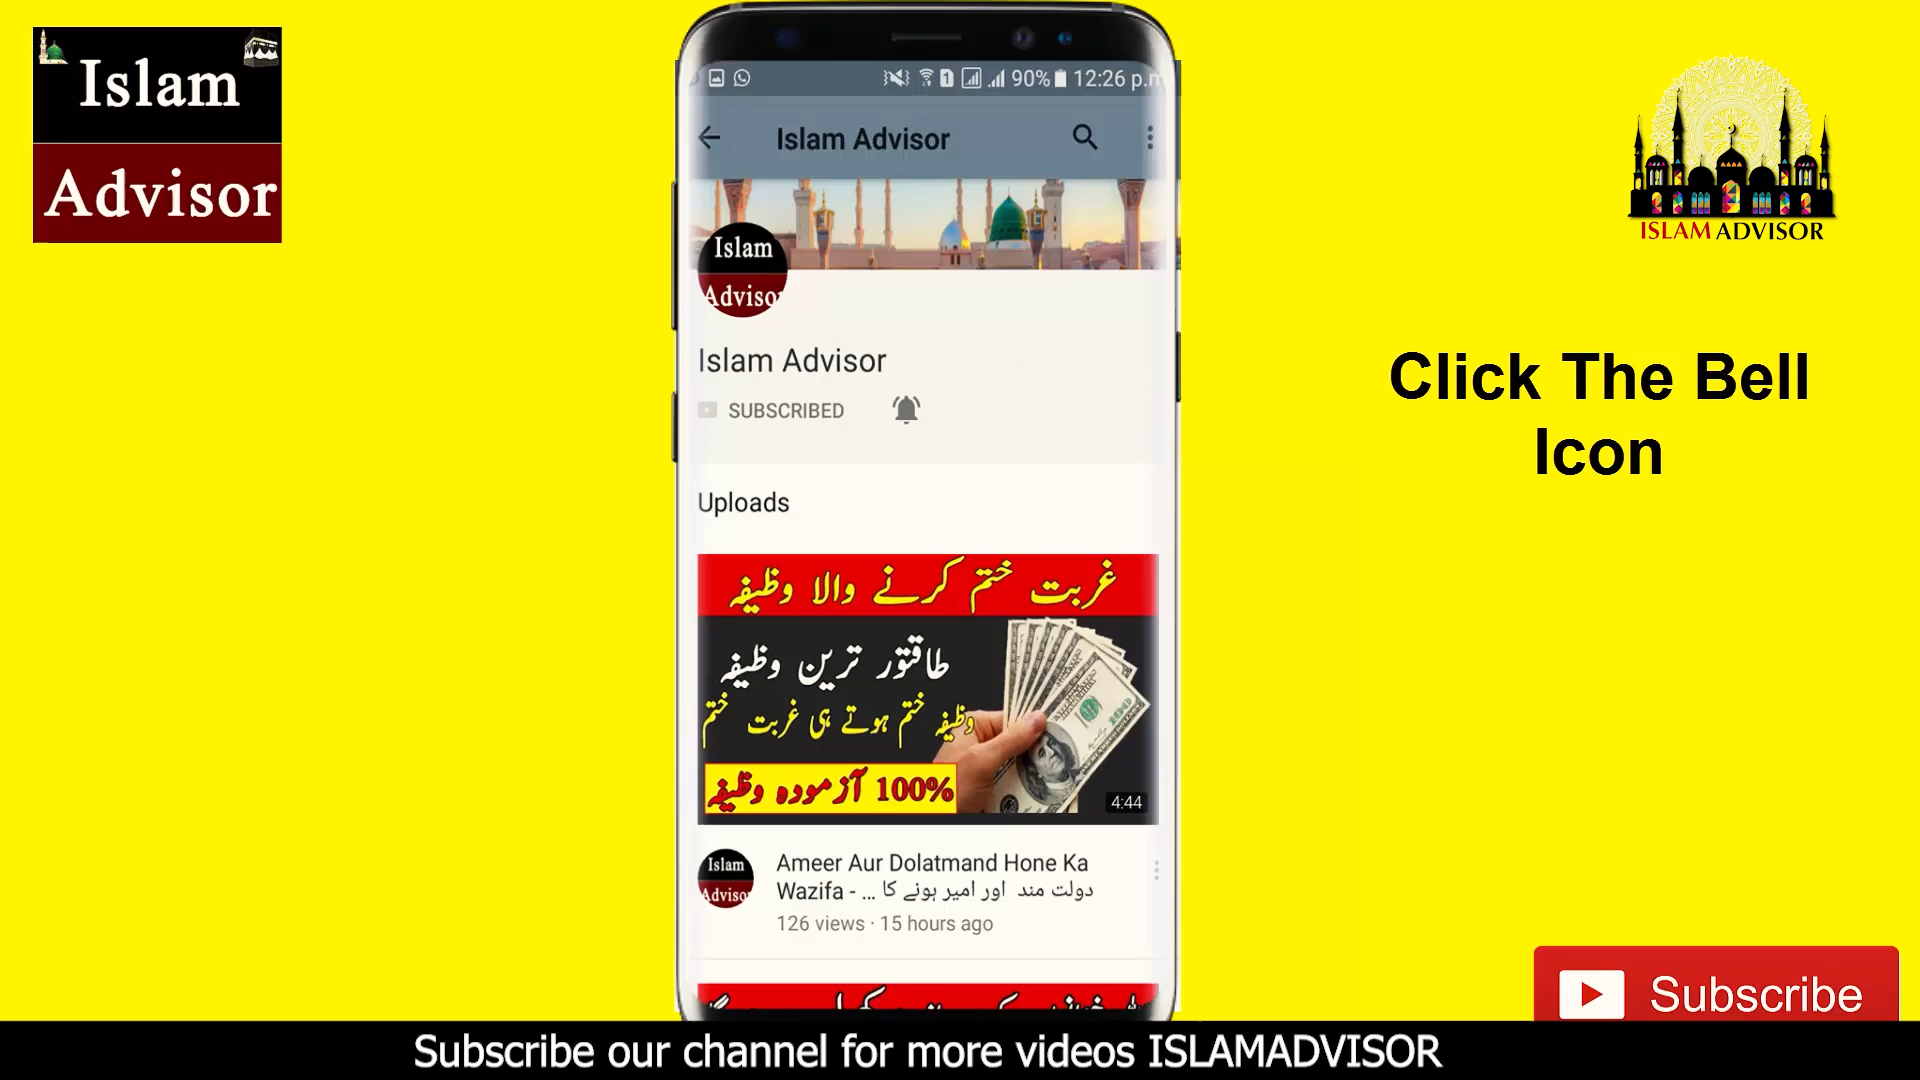 Islam
Advisor
90% 12:26 p.m
Islam Advisor
Islam
Advisor
Islam Advisor
SUBSCRIBED
Uploads
غربت ختم کرنے والا وظیفہ
طاقتور ترین وظیفہ
وظیفہ ختم ہوتے ہی غربت ختم
100% آزمودہ وظیفہ
4:44
Islam
Advisor
Ameer Aur Dolatmand Hone Ka
Wazifa - ... دولت مند اور امیر ہونے کا
126 views · 15 hours ago
ISLAM ADVISOR
Click The Bell
Icon
Subscribe
Subscribe our channel for more videos ISLAMADVISOR